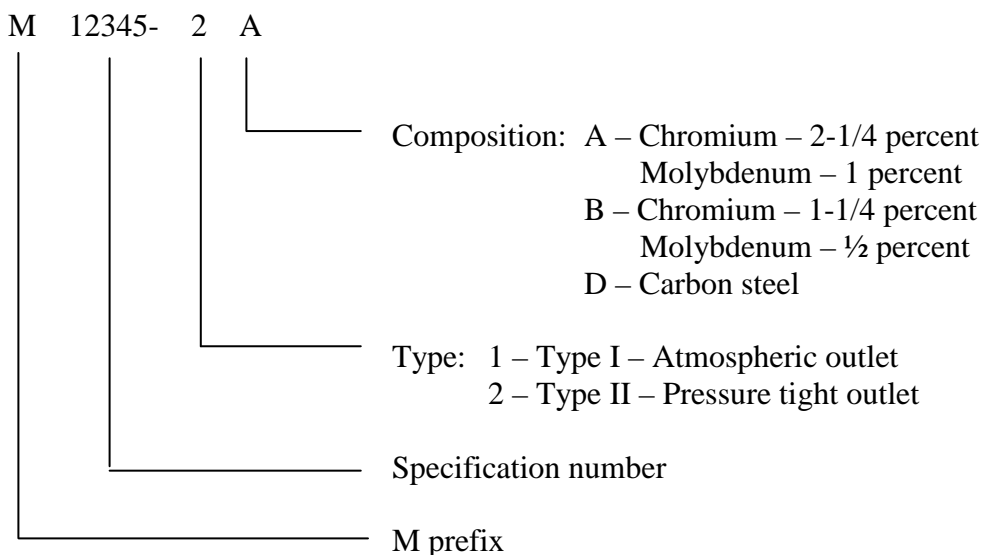 M 12345- 2 A
Composition: A – Chromium – 2-1/4 percent
Molybdenum – 1 percent
B – Chromium – 1-1/4 percent
Molybdenum – ½ percent
D – Carbon steel
Type: 1 – Type I – Atmospheric outlet
2 – Type II – Pressure tight outlet
Specification number
M prefix